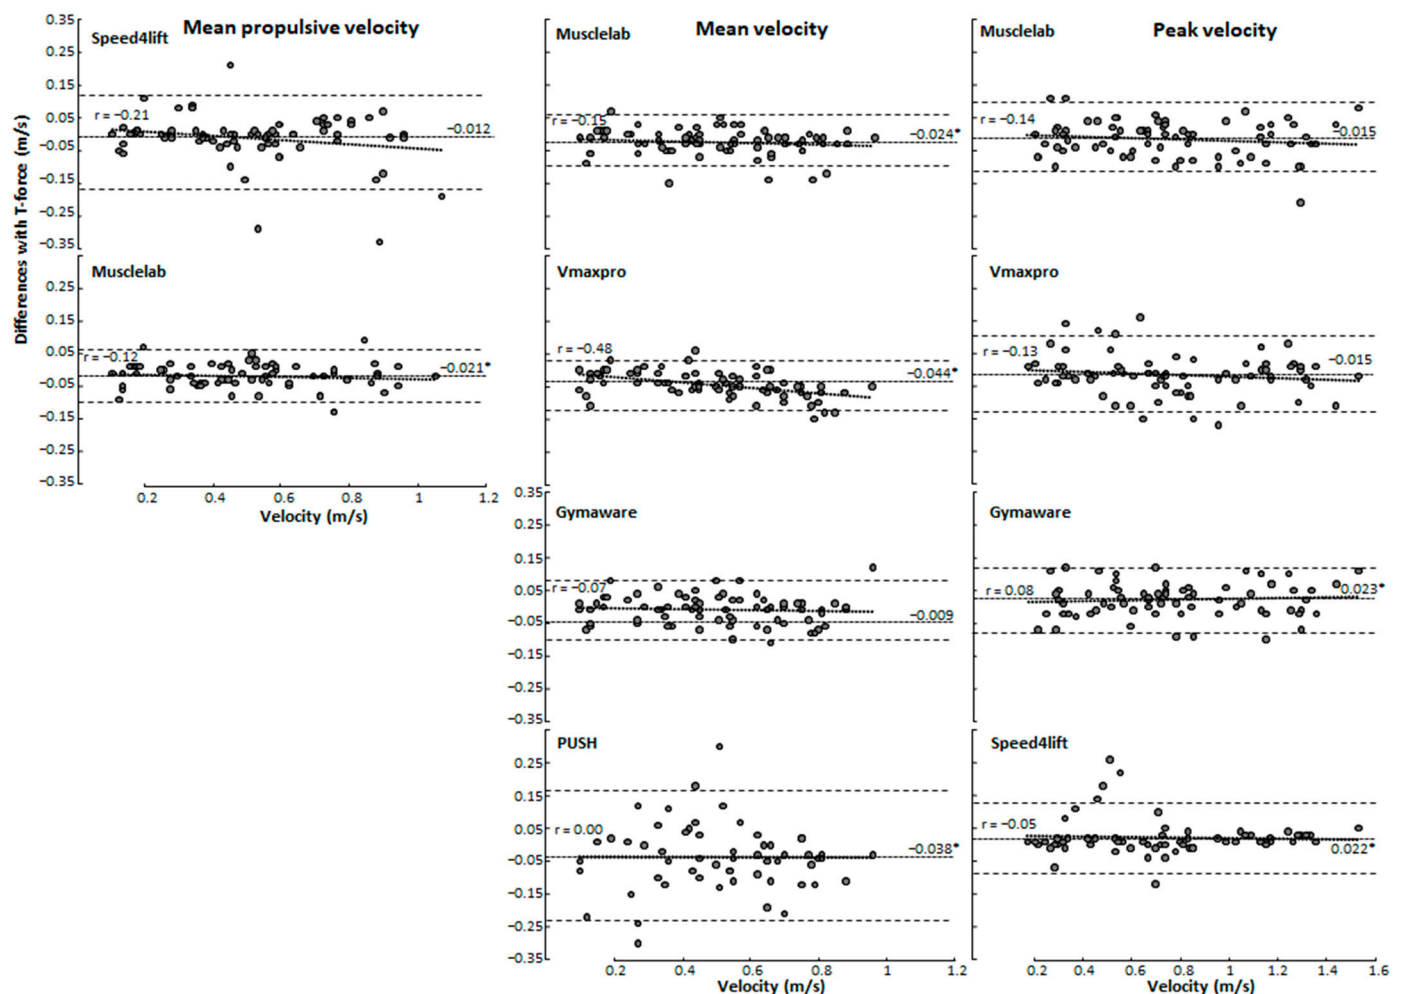 Mean propulsive velocity
Mean velocity
Peak velocity
Differences with T-force (m/s)
0.35
0.25
0.15
0.05
−0.05
−0.15
−0.25
−0.35
Speed4lift
r = −0.21
−0.012
Musclelab
r = −0.15
−0.024*
Musclelab
r = −0.14
−0.015
0.25
0.15
0.05
−0.05
−0.15
−0.25
−0.35
Musclelab
r = −0.12
−0.021*
0.2 0.4 0.6 0.8 1 1.2
Velocity (m/s)
Vmaxpro
r = −0.48
−0.044*
Vmaxpro
r = −0.13
−0.015
0.35
0.25
0.15
0.05
−0.05
−0.15
−0.25
−0.35
Gymaware
r = −0.07
−0.009
Gymaware
r = 0.08
0.023*
0.25
0.15
0.05
−0.05
−0.15
−0.25
−0.35
PUSH
r = 0.00
−0.038*
0.2 0.4 0.6 0.8 1 1.2
Velocity (m/s)
Speed4lift
r = −0.05
0.022*
0.2 0.4 0.6 0.8 1 1.2 1.4 1.6
Velocity (m/s)